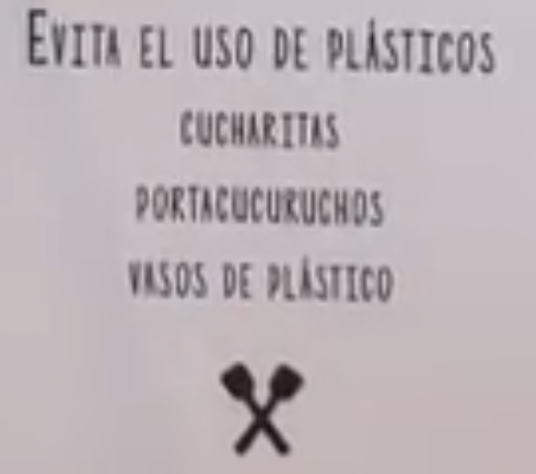 EVITA EL USO DE PLÁSTICOS
CUCHARITAS
PORTACUCURUCHOS
VASOS DE PLÁSTICO